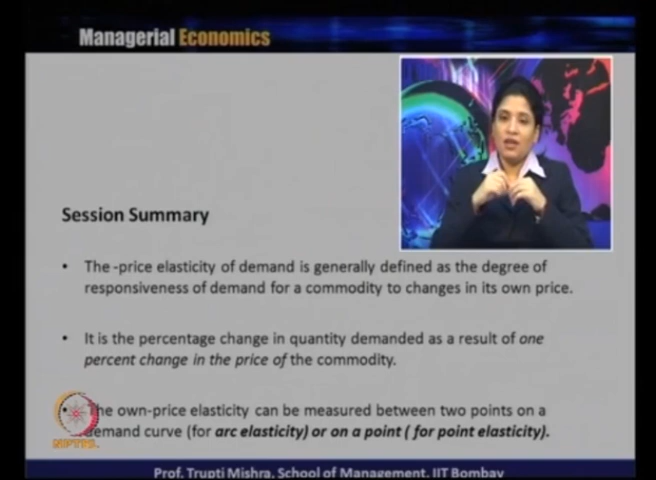 Managerial Economics
Session Summary
• The -price elasticity of demand is generally defined as the degree of
responsiveness of demand for a commodity to changes in its own price.
• It is the percentage change in quantity demanded as a result of one
percent change in the price of the commodity.
• The own-price elasticity can be measured between two points on a
demand curve (for arc elasticity) or on a point ( for point elasticity).
NPTEL
Prof. Trupti Mishra, School of Management, IIT Bombay